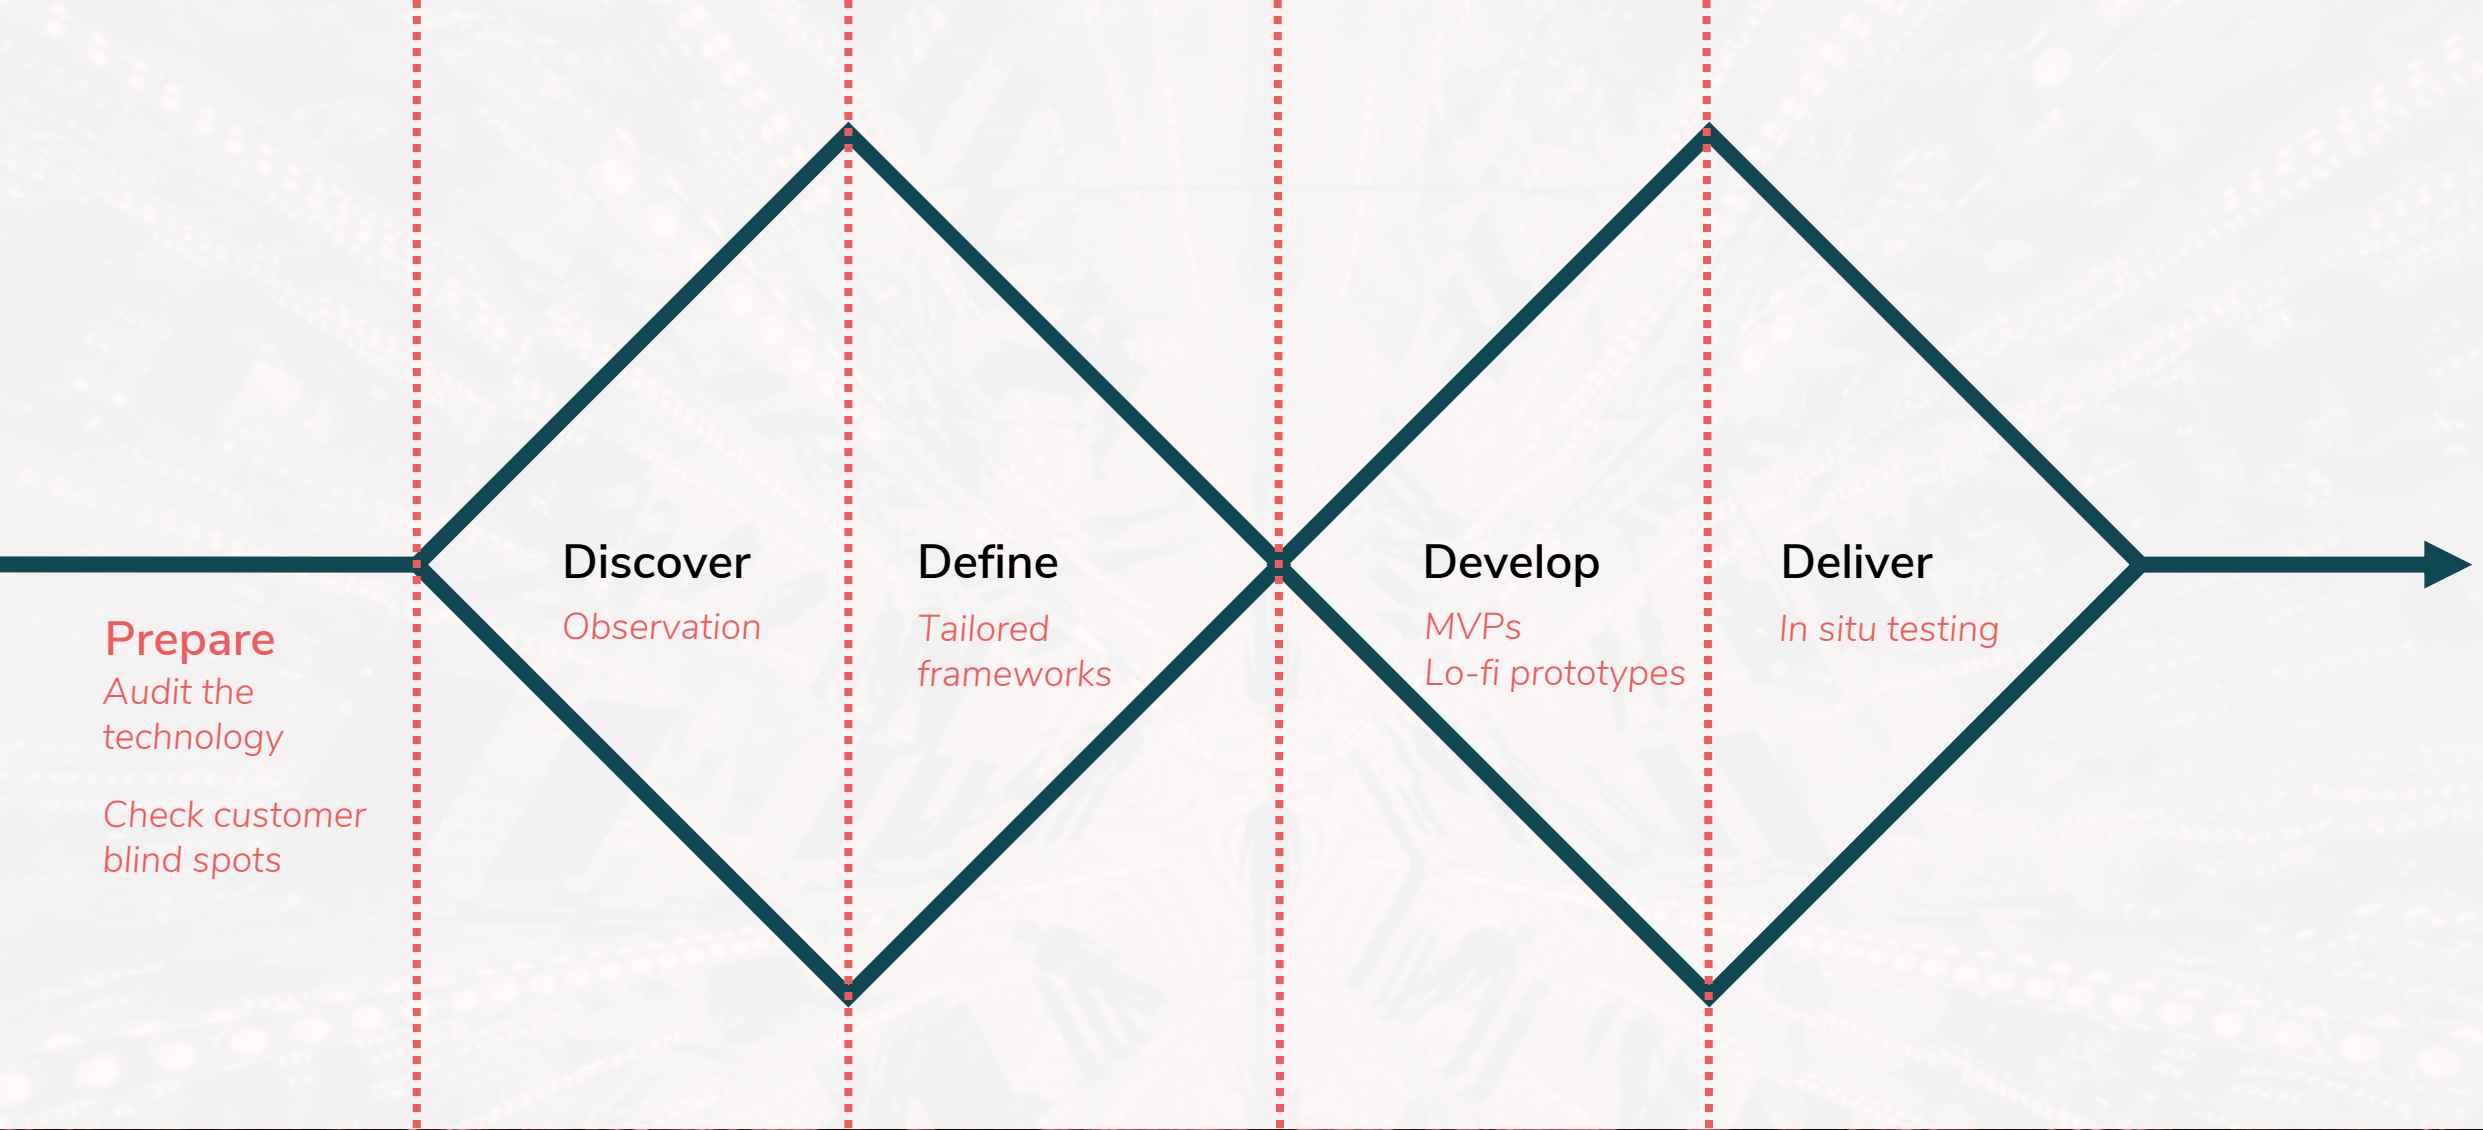 Prepare
Audit the
technology
Check customer
blind spots
Discover
Observation
Define
Tailored
frameworks
Develop
MVPs
Lo-fi prototypes
Deliver
In situ testing